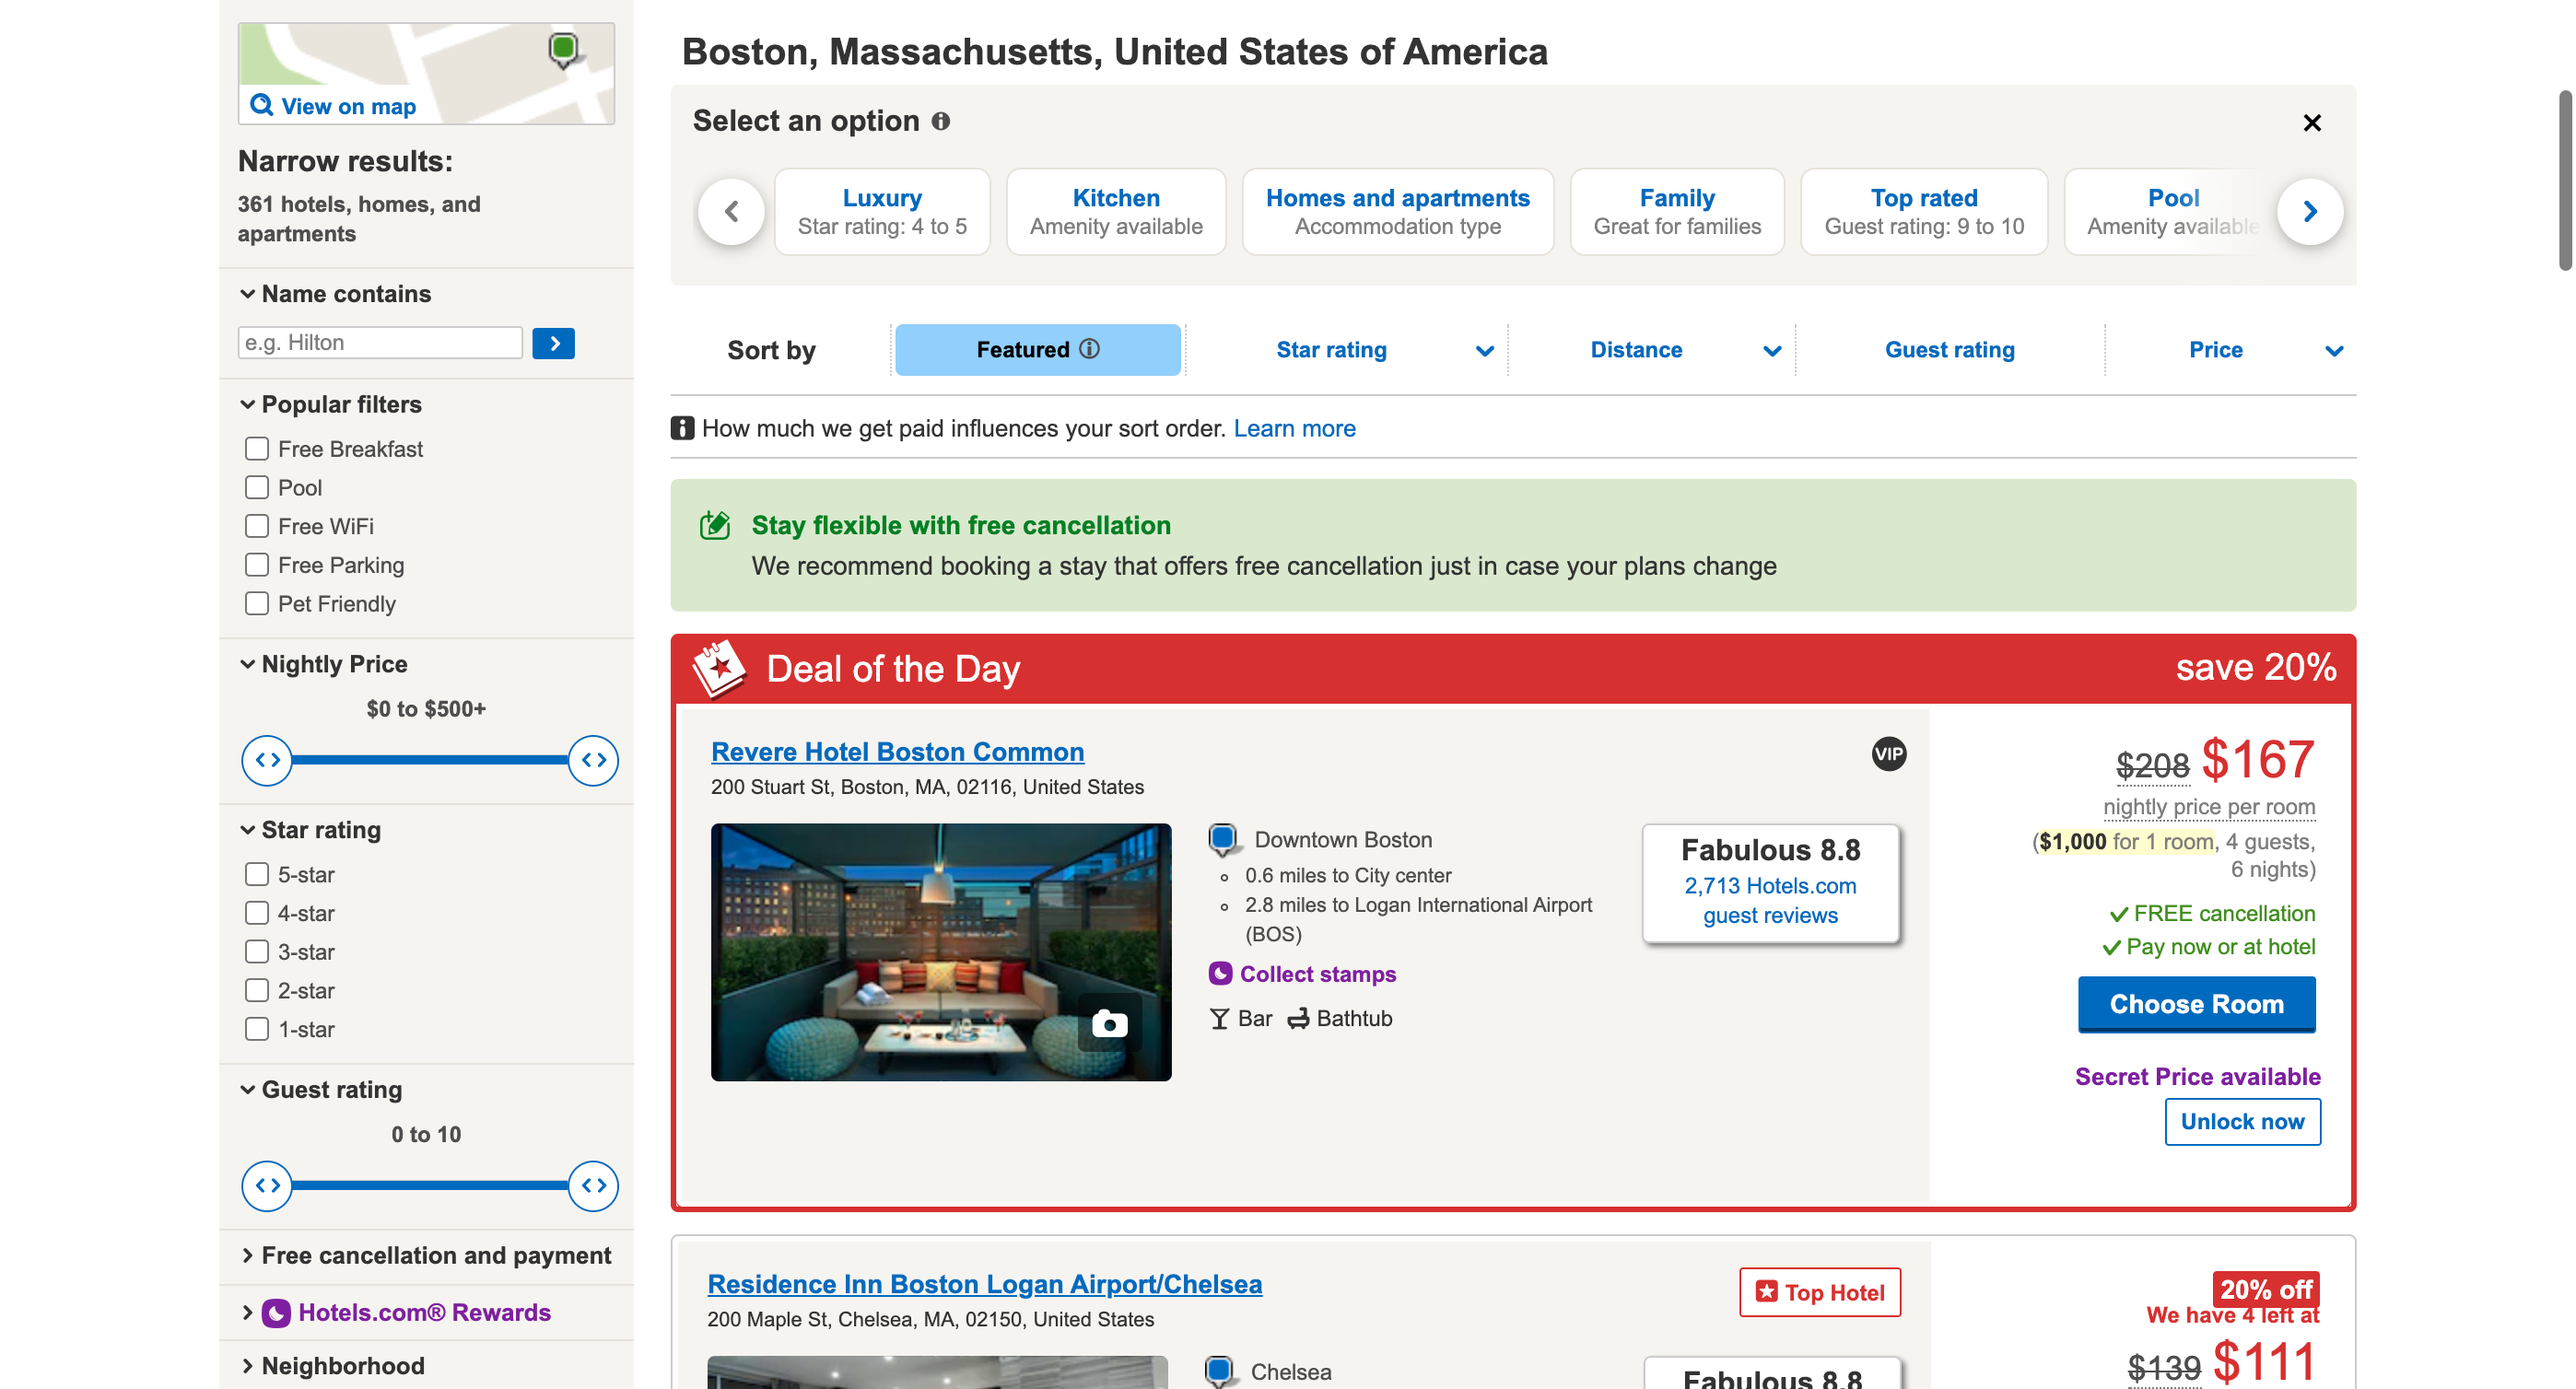 View on map
Narrow results:
361 hotels, homes, and
apartments
Name contains
e.g. Hilton
Popular filters
Free Breakfast
Pool
Free WiFi
Free Parking
Pet Friendly
Nightly Price
$0 to $500+
Star rating
5-star
4-star
3-star
2-star
1-star
Guest rating
0 to 10
Free cancellation and payment
Hotels.com® Rewards
Neighborhood
Boston, Massachusetts, United States of America
Select an option
Luxury
Star rating: 4 to 5
Kitchen
Amenity available
Homes and apartments
Accommodation type
Family
Great for families
Top rated
Guest rating: 9 to 10
Pool
Amenity available
Sort by
Featured
Star rating
Distance
Guest rating
Price
How much we get paid influences your sort order. Learn more
Stay flexible with free cancellation
We recommend booking a stay that offers free cancellation just in case your plans change
Deal of the Day
save 20%
Revere Hotel Boston Common
VIP
200 Stuart St, Boston, MA, 02116, United States
Downtown Boston
0.6 miles to City center
2.8 miles to Logan International Airport
(BOS)
Collect stamps
Bar Bathtub
Fabulous 8.8
2,713 Hotels.com
guest reviews
$208 $167
nightly price per room
($1,000 for 1 room, 4 guests,
6 nights)
FREE cancellation
Pay now or at hotel
Choose Room
Secret Price available
Unlock now
Residence Inn Boston Logan Airport/Chelsea
200 Maple St, Chelsea, MA, 02150, United States
Top Hotel
Chelsea
Fabulous 8.8
20% off
We have 4 left at
$139 $111